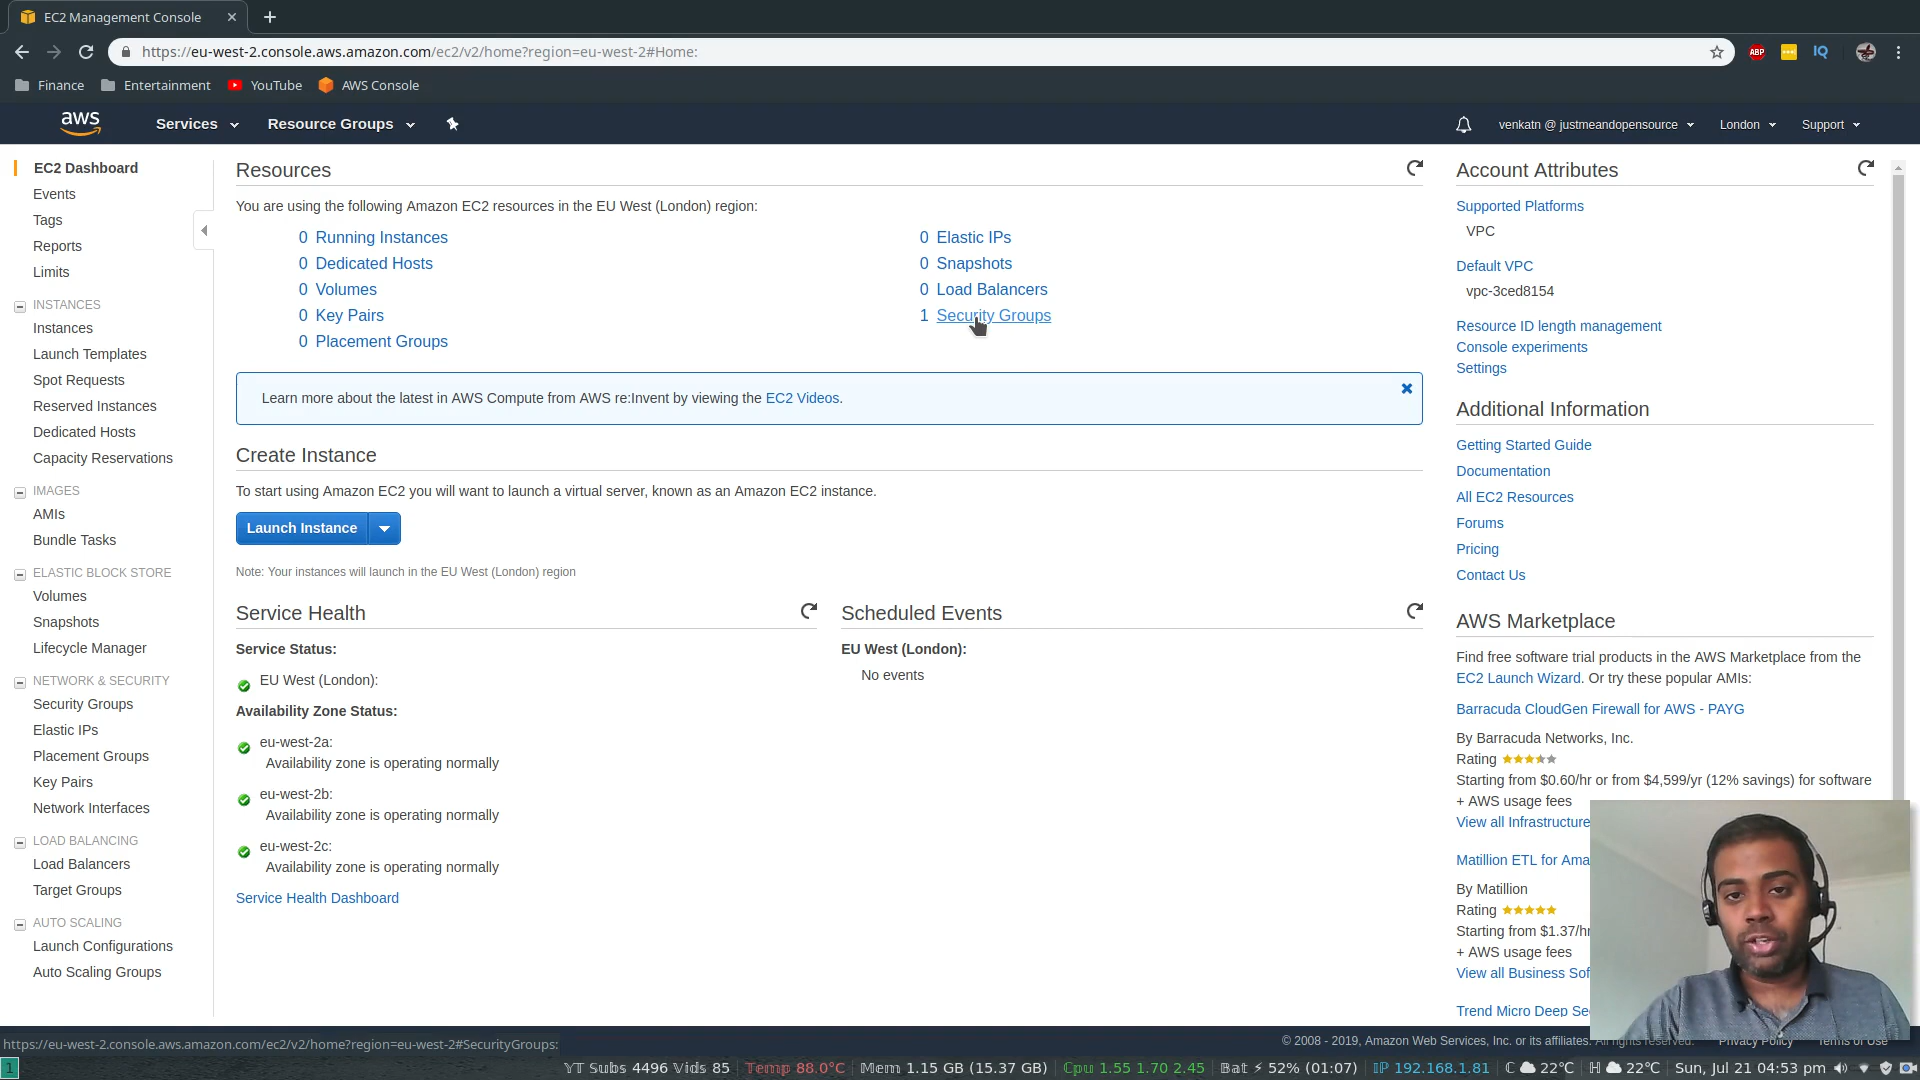 EC2 Management Console
https://eu-west-2.console.aws.amazon.com/ec2/v2/home?region=eu-west-2#Home:
ABP
IQ
Finance
Entertainment
YouTube
AWS Console
aws
Services
Resource Groups
venkatn @ justmeandopensource
London
Support
EC2 Dashboard
Events
Tags
Reports
Limits
INSTANCES
Instances
Launch Templates
Spot Requests
Reserved Instances
Dedicated Hosts
Capacity Reservations
IMAGES
AMIs
Bundle Tasks
ELASTIC BLOCK STORE
Volumes
Snapshots
Lifecycle Manager
NETWORK & SECURITY
Security Groups
Elastic IPs
Placement Groups
Key Pairs
Network Interfaces
LOAD BALANCING
Load Balancers
Target Groups
AUTO SCALING
Launch Configurations
Auto Scaling Groups
Resources
You are using the following Amazon EC2 resources in the EU West (London) region:
0 Running Instances
0 Dedicated Hosts
0 Volumes
0 Key Pairs
0 Placement Groups
0 Elastic IPs
0 Snapshots
0 Load Balancers
1 Security Groups
Learn more about the latest in AWS Compute from AWS re:Invent by viewing the EC2 Videos.
Create Instance
To start using Amazon EC2 you will want to launch a virtual server, known as an Amazon EC2 instance.
Launch Instance
Note: Your instances will launch in the EU West (London) region
Service Health
Service Status:
EU West (London):
Availability Zone Status:
eu-west-2a:
Availability zone is operating normally
eu-west-2b:
Availability zone is operating normally
eu-west-2c:
Availability zone is operating normally
Service Health Dashboard
Scheduled Events
EU West (London):
No events
Account Attributes
Supported Platforms
VPC
Default VPC
vpc-3ced8154
Resource ID length management
Console experiments
Settings
Additional Information
Getting Started Guide
Documentation
All EC2 Resources
Forums
Pricing
Contact Us
AWS Marketplace
Find free software trial products in the AWS Marketplace from the
EC2 Launch Wizard. Or try these popular AMIs:
Barracuda CloudGen Firewall for AWS - PAYG
By Barracuda Networks, Inc.
Rating
Starting from $0.60/hr or from $4,599/yr (12% savings) for software
+ AWS usage fees
View all Infrastructure
Matillion ETL for Ama
By Matillion
Rating
Starting from $1.37/hr
+ AWS usage fees
View all Business Sof
Trend Micro Deep Se
https://eu-west-2.console.aws.amazon.com/ec2/v2/home?region=eu-west-2#SecurityGroups:
© 2008 - 2019, Amazon Web Services, Inc. or its affiliates. All rights reserved. Privacy Policy Terms of Use
1
YT Subs 4496 Vids 85
Temp 88.0°C
Mem 1.15 GB (15.37 GB)
Cpu 1.55 1.70 2.45
Bat 52% (01:07)
IP 192.168.1.81
C 22°C
H 22°C
Sun, Jul 21 04:53 pm